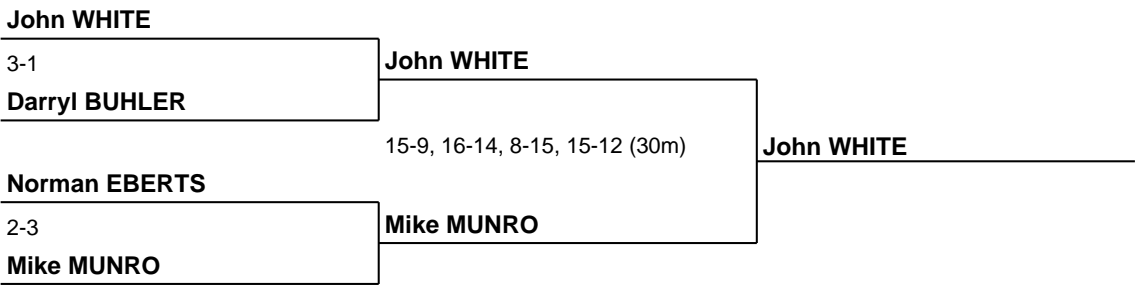 John WHITE
3-1
John WHITE
Darryl BUHLER
15-9, 16-14, 8-15, 15-12 (30m)
John WHITE
Norman EBERTS
2-3
Mike MUNRO
Mike MUNRO